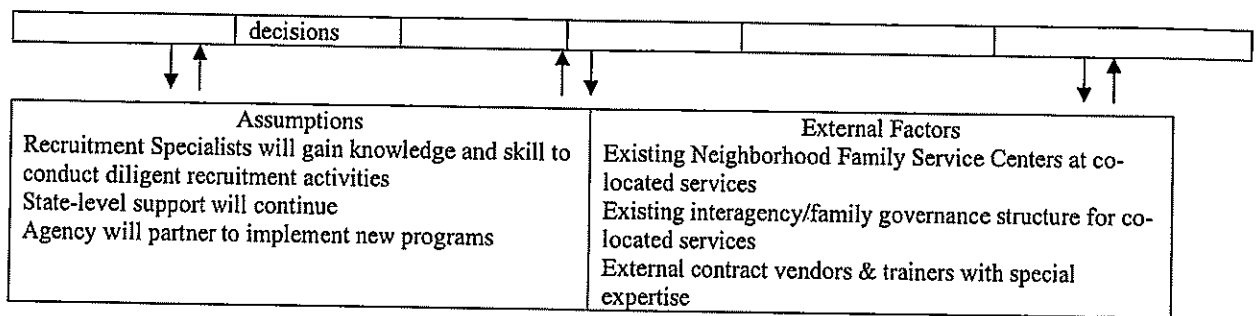 decisions
Assumptions
Recruitment Specialists will gain knowledge and skill to
conduct diligent recruitment activities
State-level support will continue
Agency will partner to implement new programs
External Factors
Existing Neighborhood Family Service Centers at co-
located services
Existing interagency/family governance structure for co-
located services
External contract vendors & trainers with special
expertise